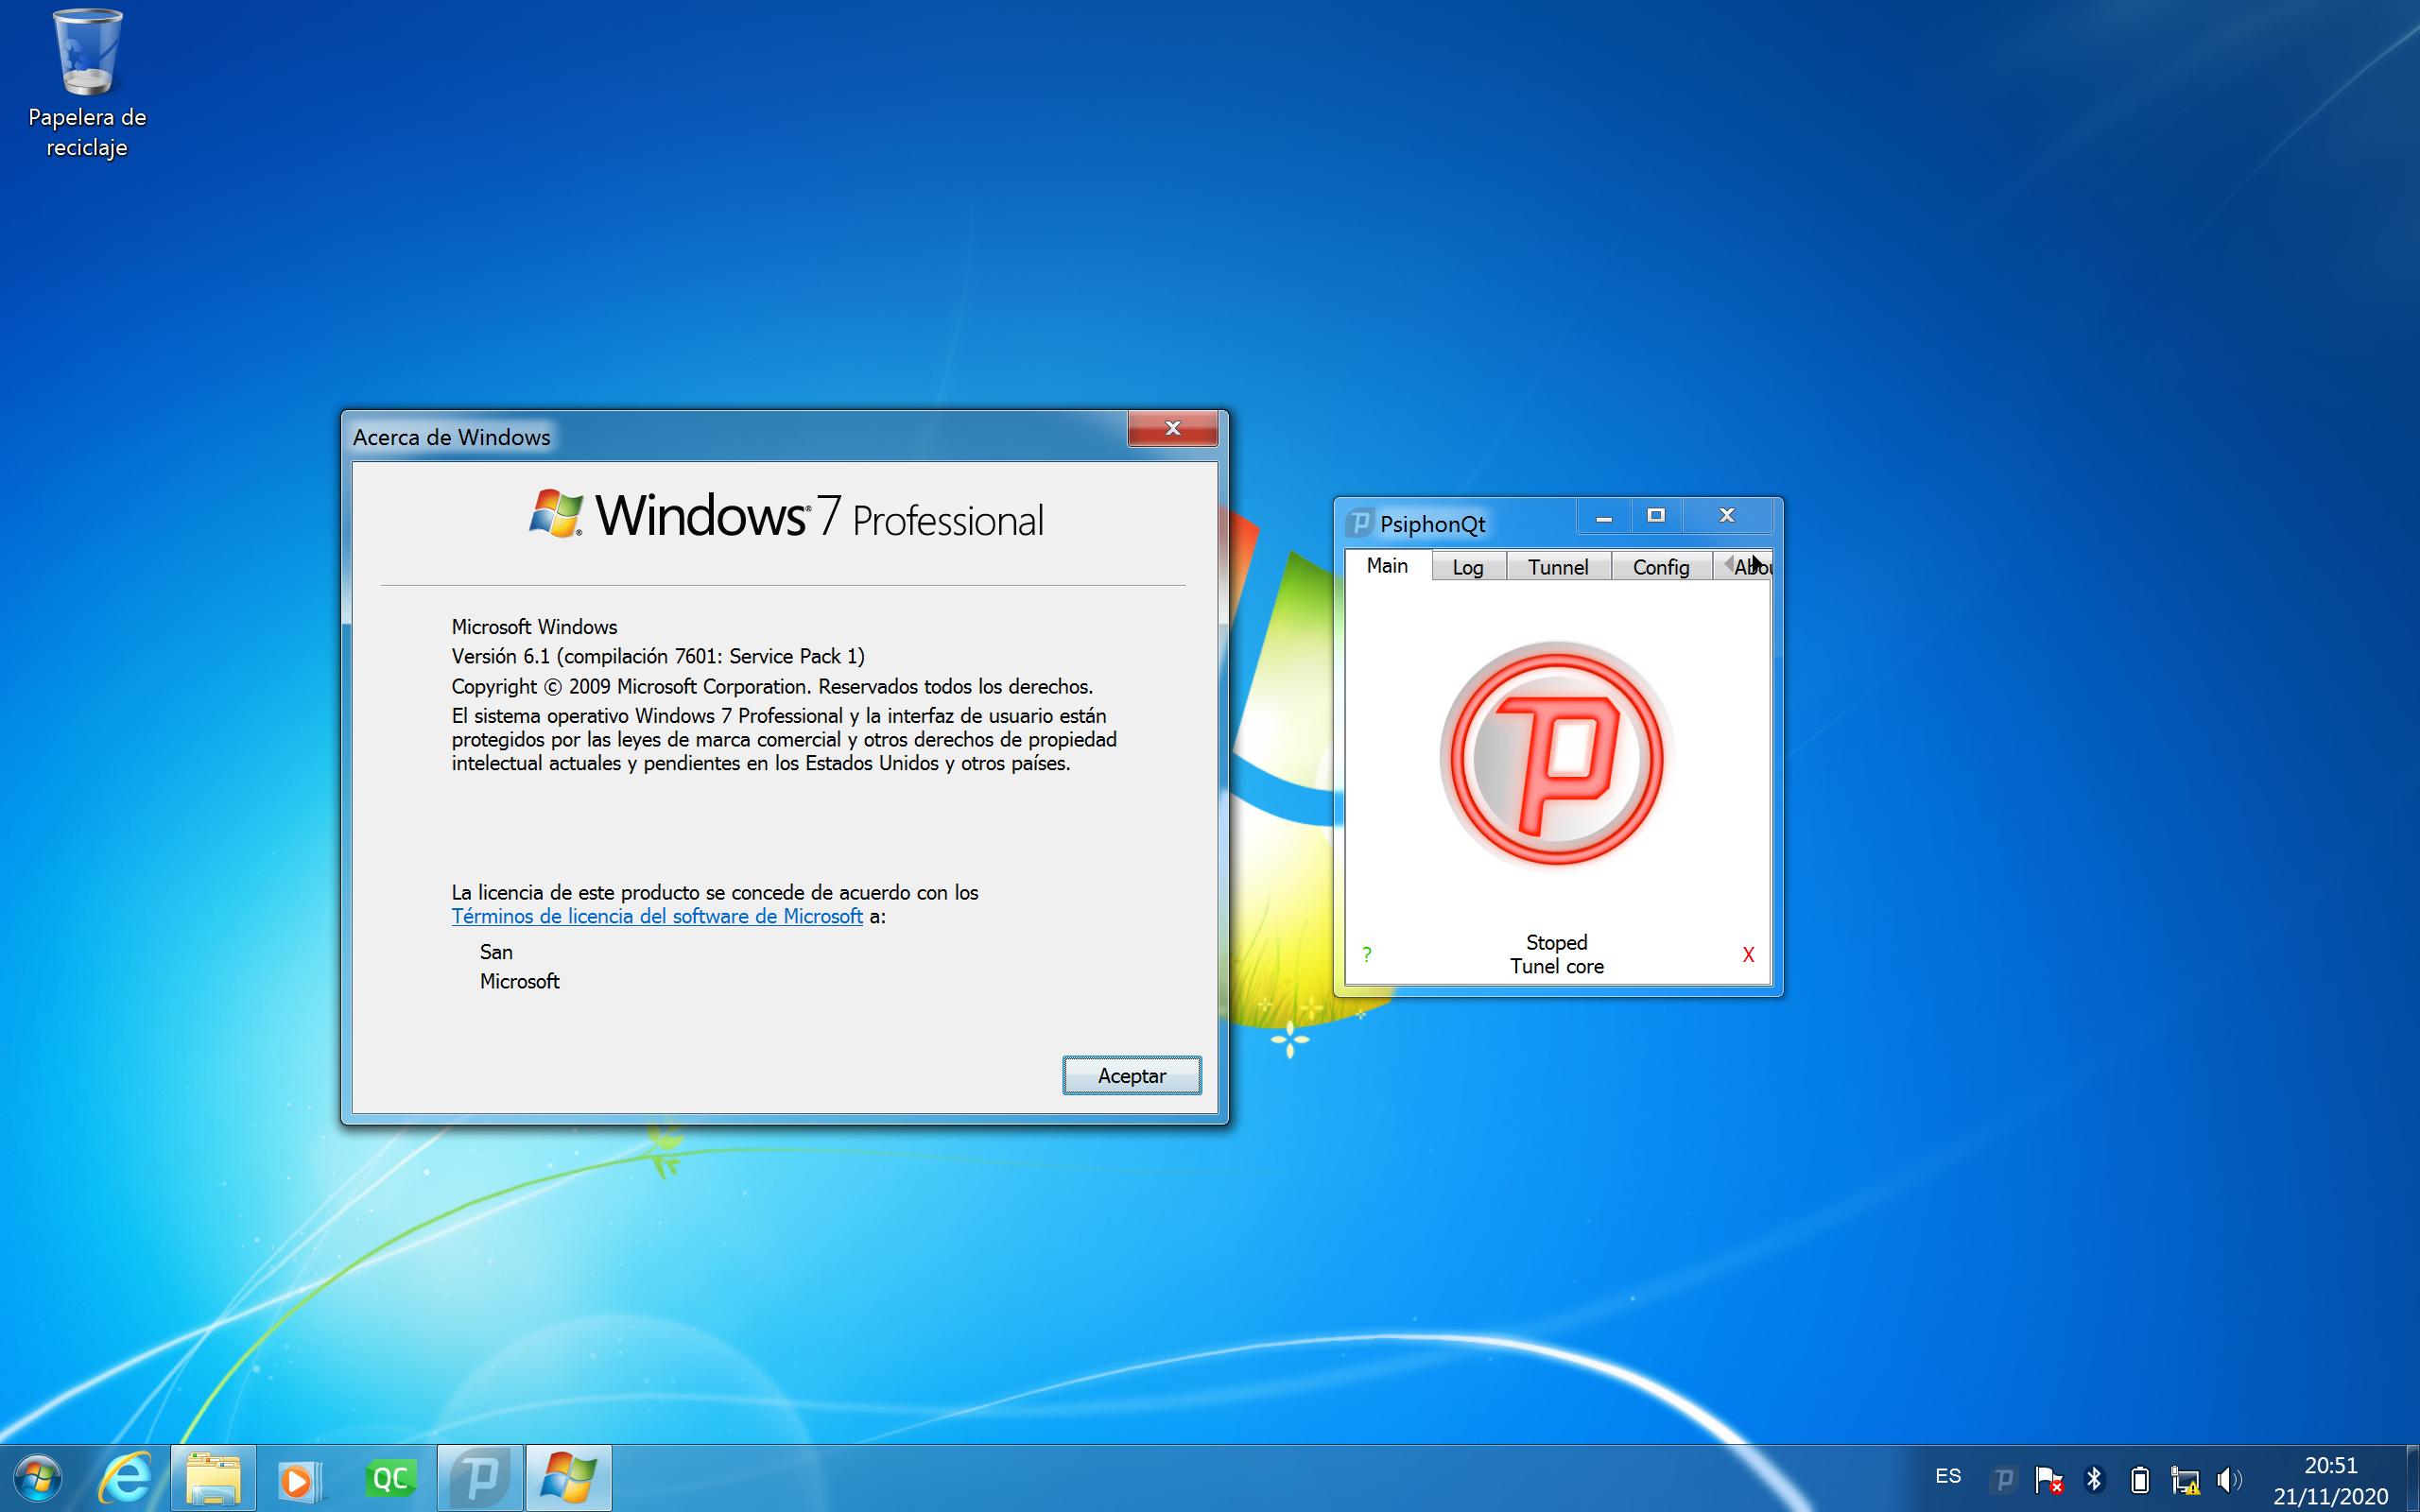 Papelera de
reciclaje
Acerca de Windows
Windows® 7 Professional
Microsoft Windows
Versión 6.1 (compilación 7601: Service Pack 1)
Copyright © 2009 Microsoft Corporation. Reservados todos los derechos.
El sistema operativo Windows 7 Professional y la interfaz de usuario están
protegidos por las leyes de marca comercial y otros derechos de propiedad
intelectual actuales y pendientes en los Estados Unidos y otros países.
La licencia de este producto se concede de acuerdo con los
Términos de licencia del software de Microsoft a:
San
Microsoft
Aceptar
PsiphonQt
Main Log Tunnel Config Abou
P
Stoped
? X
Tunel core
QC
ES
20:51
21/11/2020